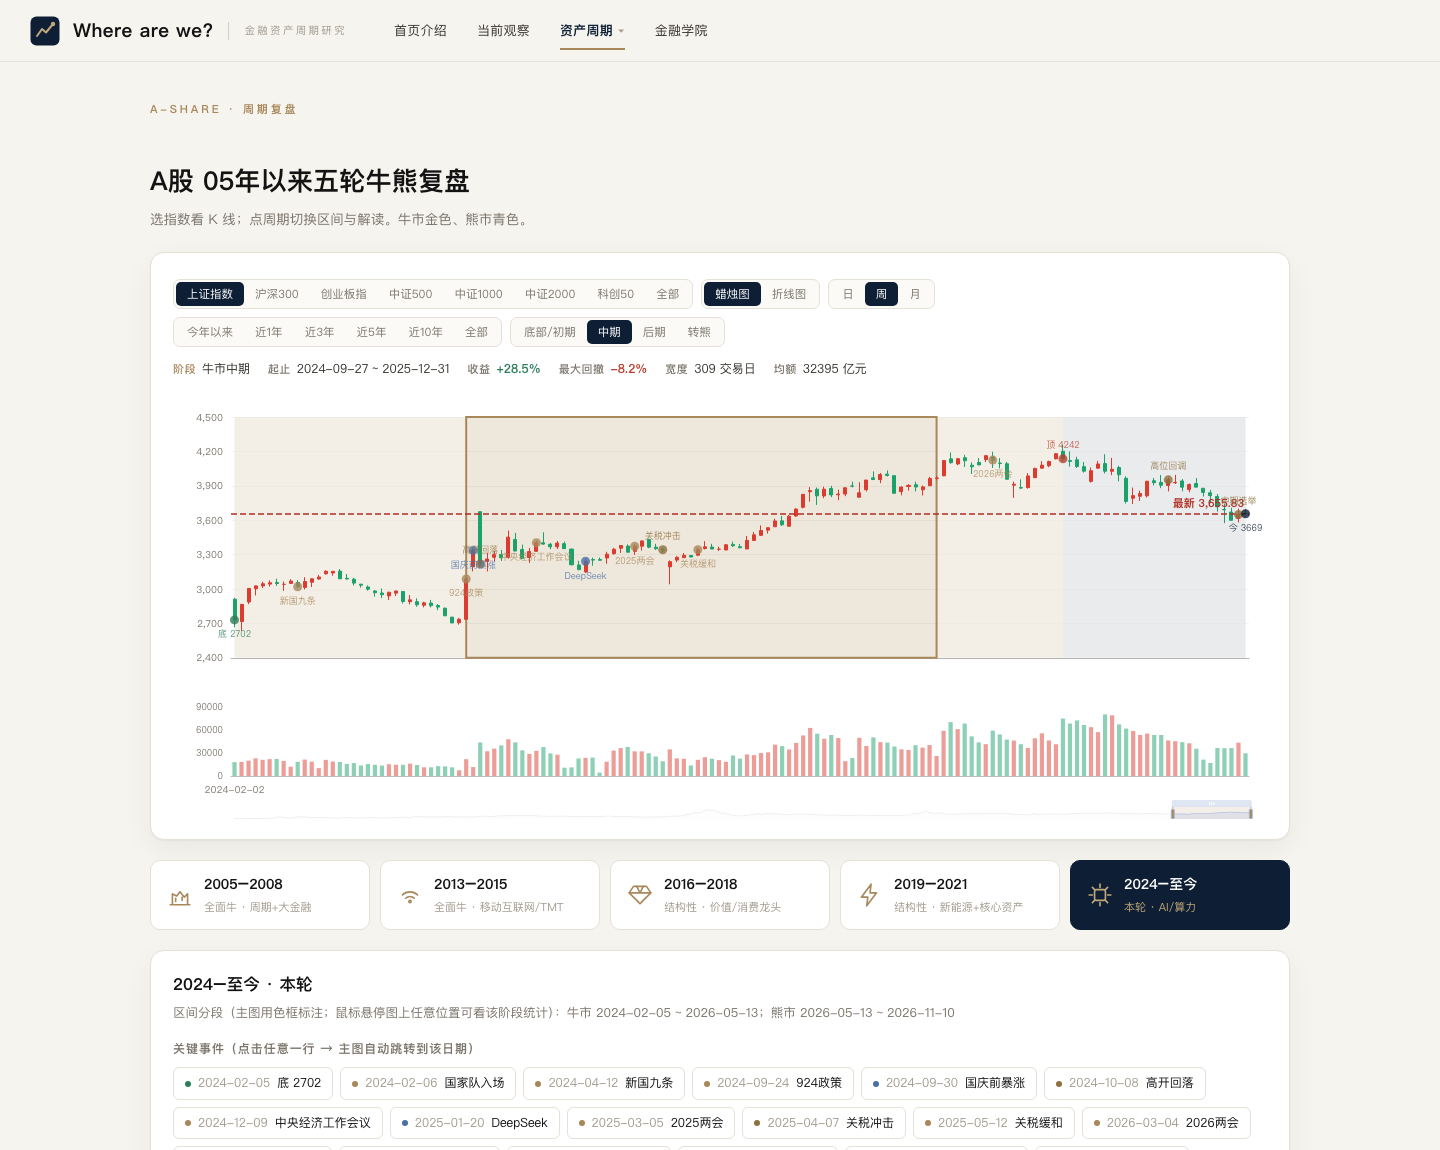 Where are we?
金融资产周期研究
首页介绍 当前观察 资产周期 金融学院
A-SHARE · 周期复盘
A股 05年以来五轮牛熊复盘
选指数看 K 线；点周期切换区间与解读。牛市金色、熊市青色。
上证指数 沪深300 创业板指 中证500 中证1000 中证2000 科创50 全部 蜡烛图 折线图 日 周 月
今年以来 近1年 近3年 近5年 近10年 全部 底部/初期 中期 后期 转熊
阶段 牛市中期 起止 2024-09-27 ~ 2025-12-31 收益 +28.5% 最大回撤 -8.2% 宽度 309 交易日 均额 32395 亿元
4,500
4,200
3,900
3,600
3,300
3,000
2,700
2,400
顶 4242
2026两会
高位回调
最新 3,665.83
今 3669
关税冲击
2025两会
关税缓和
DeepSeek
924政策
新国九条
底 2702
90000
60000
30000
0
2024-02-02
2005—2008
全面牛 · 周期+大金融
2013—2015
全面牛 · 移动互联网/TMT
2016—2018
结构性 · 价值/消费龙头
2019—2021
结构性 · 新能源+核心资产
2024—至今
本轮 · AI/算力
2024—至今 · 本轮
区间分段（主图用色框标注；鼠标悬停图上任意位置可看该阶段统计）：牛市 2024-02-05 ~ 2026-05-13；熊市 2026-05-13 ~ 2026-11-10
关键事件（点击任意一行 → 主图自动跳转到该日期）
2024-02-05 底 2702
2024-02-06 国家队入场
2024-04-12 新国九条
2024-09-24 924政策
2024-09-30 国庆前暴涨
2024-10-08 高开回落
2024-12-09 中央经济工作会议
2025-01-20 DeepSeek
2025-03-05 2025两会
2025-04-07 关税冲击
2025-05-12 关税缓和
2026-03-04 2026两会